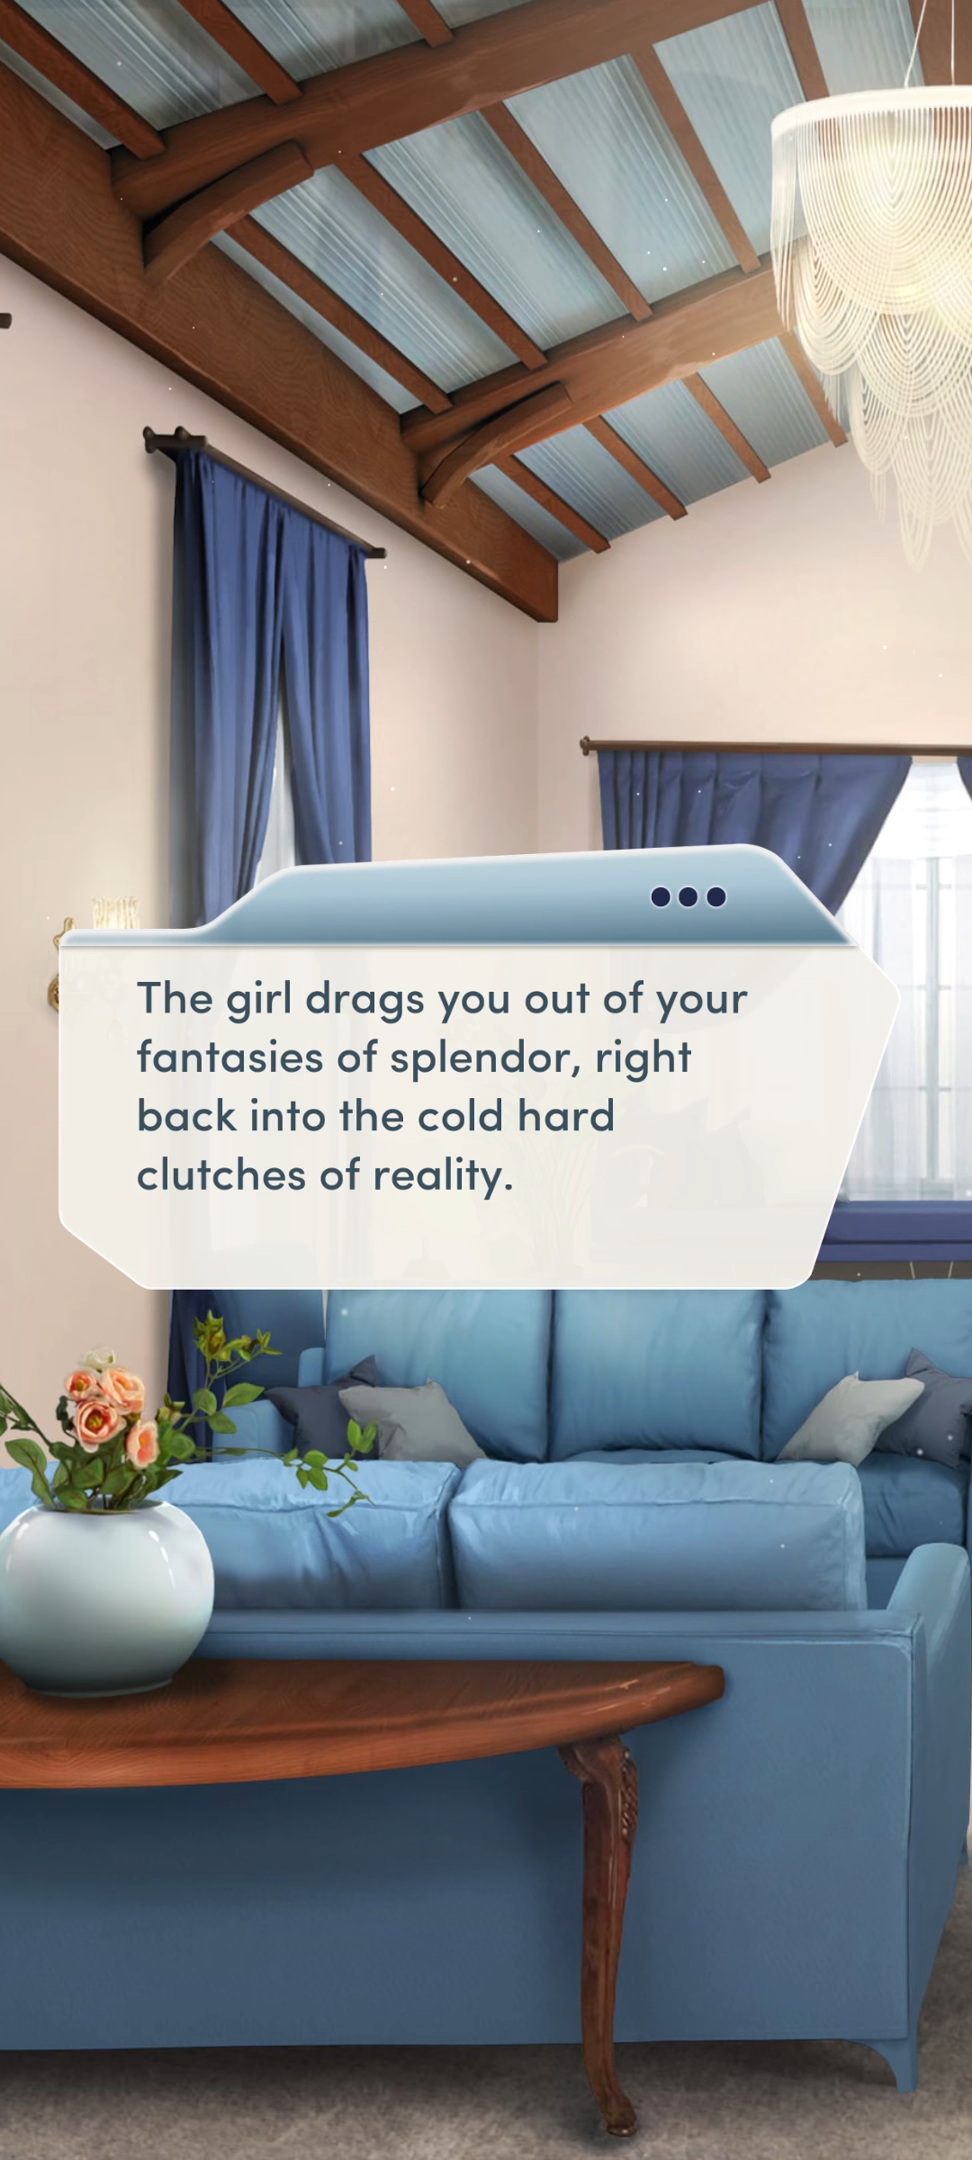 The girl drags you out of your
fantasies of splendor, right
back into the cold hard
clutches of reality.